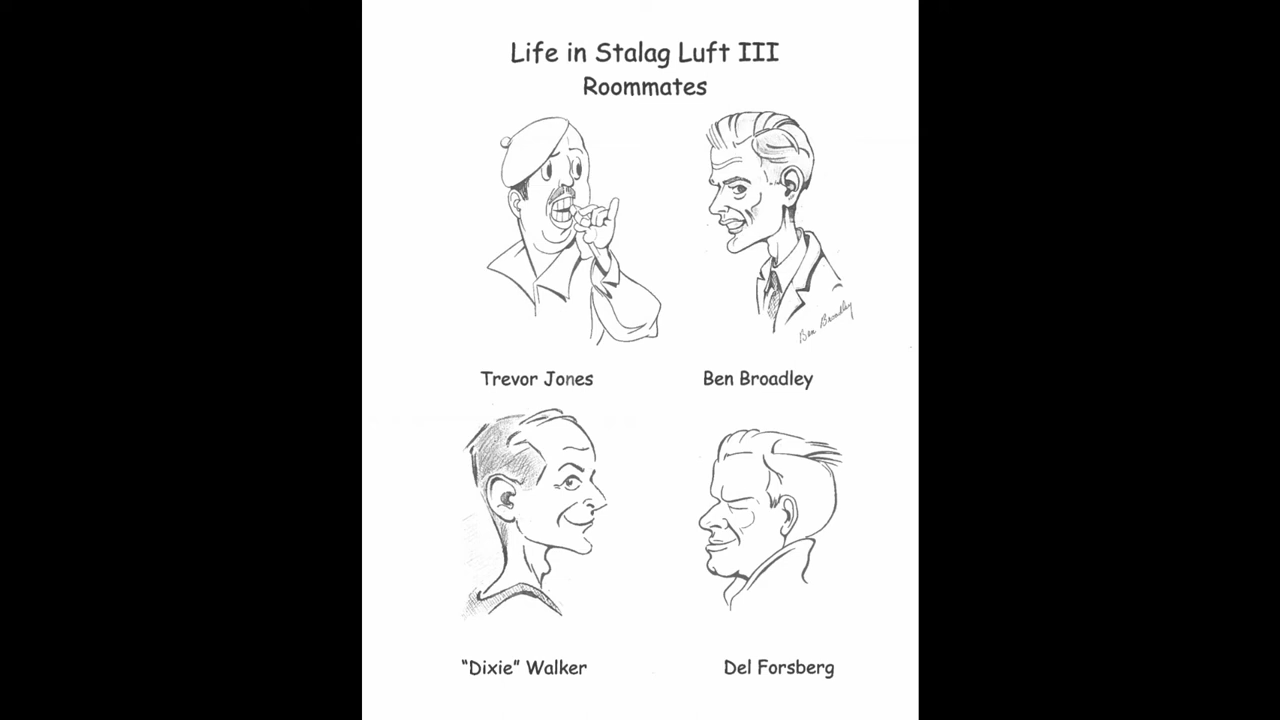 Life in Stalag Luft III
Roommates
Ben Broadley
Trevor Jones
Ben Broadley
"Dixie" Walker
Del Forsberg